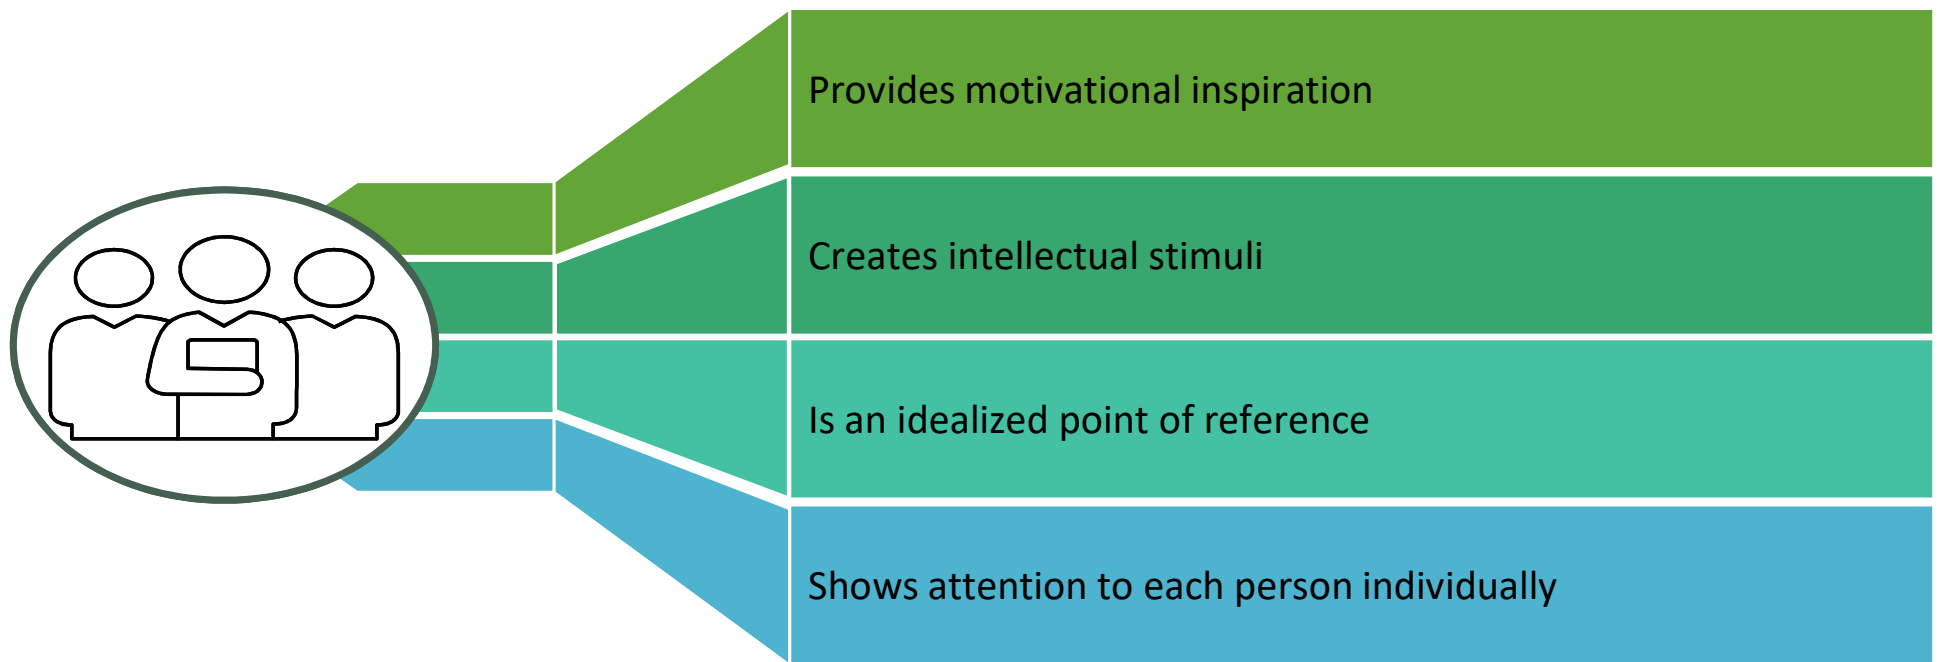 Provides motivational inspiration
Creates intellectual stimuli
Is an idealized point of reference
Shows attention to each person individually